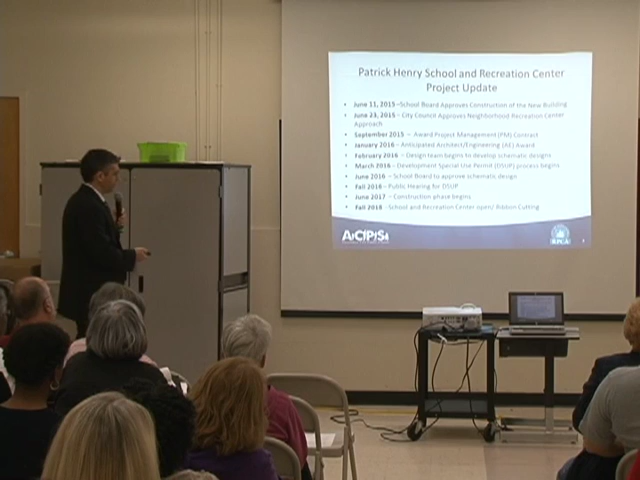 Patrick Henry School and Recreation Center
Project Update
• June 11, 2015 –School Board Approves Construction of the New Building
• June 23, 2015 – City Council Approves Neighborhood Recreation Center
Approach
• September 2015 – Award Project Management (PM) Contract
• January 2016 – Anticipated Architect/Engineering (AE) Award
• February 2016 – Design team begins to develop schematic designs
• March 2016 – Development Special Use Permit (DSUP) process begins
• June 2016 – School Board to approve schematic design
• Fall 2016 – Public Hearing for DSUP
• June 2017 – Construction phase begins
• Fall 2018 – School and Recreation Center open/ Ribbon Cutting
ACPS
RPCA